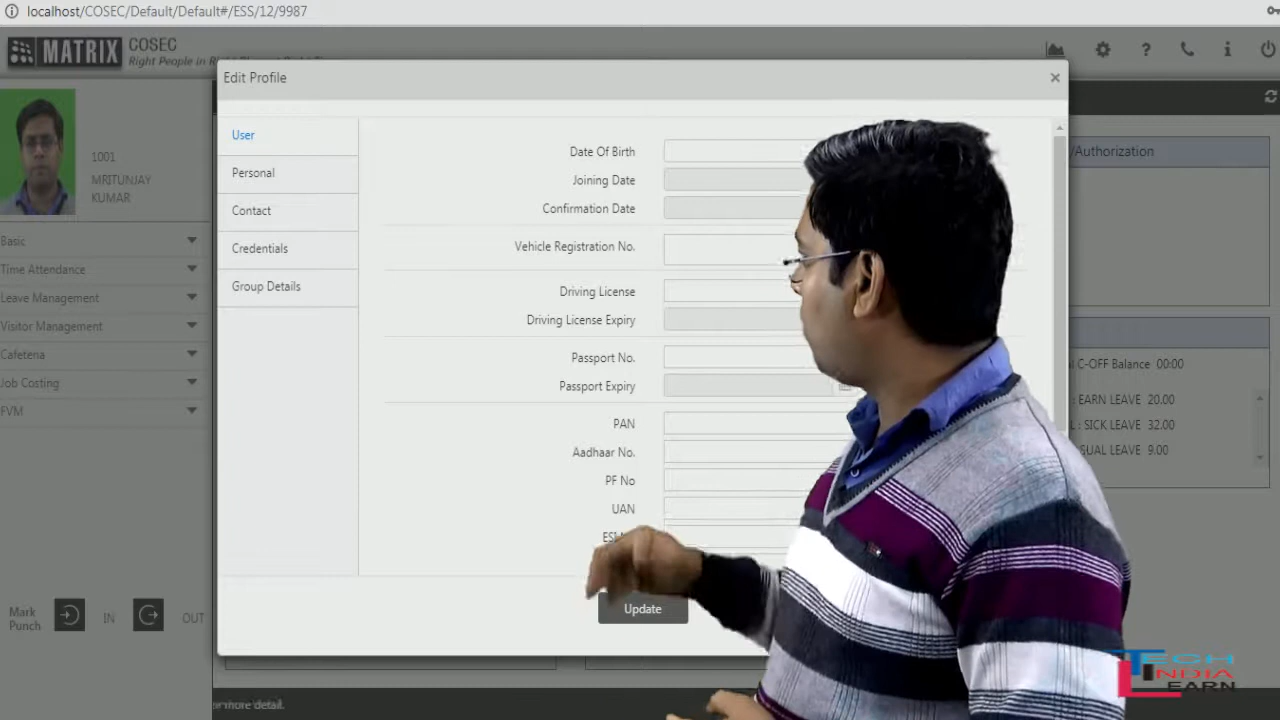 localhost/COSEC/Default/Default#/ESS/12/9987
MATRIX
COSEC
Right People in
Edit Profile
1001
MRITUNJAY
KUMAR
Basic
Time Attendance
Leave Management
Visitor Management
Cafeteria
Job Costing
FVM
Mark
Punch
IN
OUT
User
Personal
Contact
Credentials
Group Details
Date Of Birth
Joining Date
Confirmation Date
Vehicle Registration No.
Driving License
Driving License Expiry
Passport No.
Passport Expiry
PAN
Aadhaar No.
PF No
UAN
Update
/Authorization
C-OFF Balance 00:00
: EARN LEAVE 20.00
: SICK LEAVE 32.00
SUAL LEAVE 9.00
more detail.
TECH
INDIA
LEARN